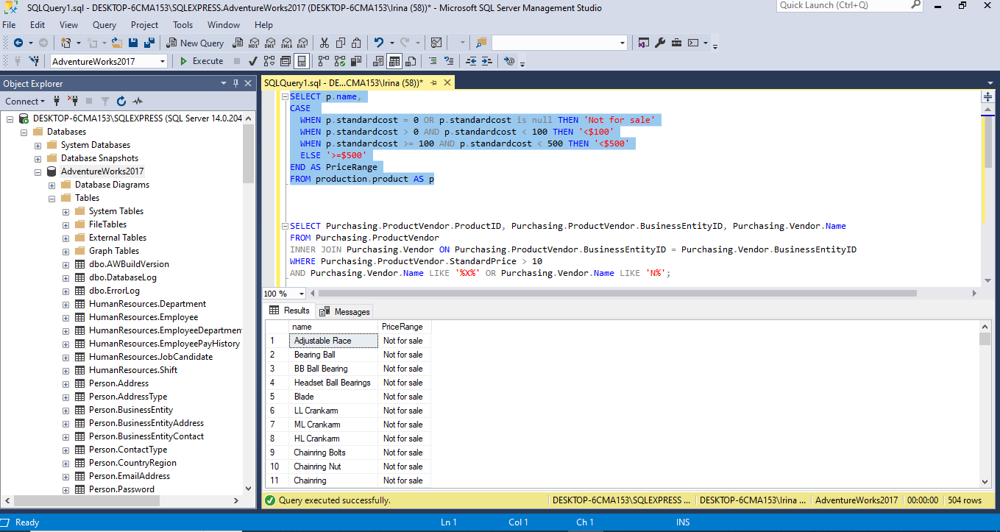 SQLQuery1.sql - DESKTOP-6CMA153\SQLEXPRESS.AdventureWorks2017 (DESKTOP-6CMA153\Irina (58))* - Microsoft SQL Server Management Studio
Quick Launch (Ctrl+Q)
File Edit View Query Project Tools Window Help
New Query MDX DMX XMLA DAX
AdventureWorks2017 Execute
Object Explorer
Connect
DESKTOP-6CMA153\SQLEXPRESS (SQL Server 14.0.204
Databases
System Databases
Database Snapshots
AdventureWorks2017
Database Diagrams
Tables
System Tables
FileTables
External Tables
Graph Tables
dbo.AWBuildVersion
dbo.DatabaseLog
dbo.ErrorLog
HumanResources.Department
HumanResources.Employee
HumanResources.EmployeeDepartmen
HumanResources.EmployeePayHistory
HumanResources.JobCandidate
HumanResources.Shift
Person.Address
Person.AddressType
Person.BusinessEntity
Person.BusinessEntityAddress
Person.BusinessEntityContact
Person.ContactType
Person.CountryRegion
Person.EmailAddress
Person.Password
SQLQuery1.sql - DE...CMA153\Irina (58))*
SELECT p.name,
CASE
WHEN p.standardcost = 0 OR p.standardcost is null THEN 'Not for sale'
WHEN p.standardcost > 0 AND p.standardcost < 100 THEN '<$100'
WHEN p.standardcost >= 100 AND p.standardcost < 500 THEN '<$500'
ELSE '>=$500'
END AS PriceRange
FROM production.product AS p
SELECT Purchasing.ProductVendor.ProductID, Purchasing.ProductVendor.BusinessEntityID, Purchasing.Vendor.Name
FROM Purchasing.ProductVendor
INNER JOIN Purchasing.Vendor ON Purchasing.ProductVendor.BusinessEntityID = Purchasing.Vendor.BusinessEntityID
WHERE Purchasing.ProductVendor.StandardPrice > 10
AND Purchasing.Vendor.Name LIKE '%X%' OR Purchasing.Vendor.Name LIKE 'N%';
100 %
Results Messages
name PriceRange
1 Adjustable Race Not for sale
2 Bearing Ball Not for sale
3 BB Ball Bearing Not for sale
4 Headset Ball Bearings Not for sale
5 Blade Not for sale
6 LL Crankarm Not for sale
7 ML Crankarm Not for sale
8 HL Crankarm Not for sale
9 Chainring Bolts Not for sale
10 Chainring Nut Not for sale
11 Chainring Not for sale
Query executed successfully. DESKTOP-6CMA153\SQLEXPRESS ... DESKTOP-6CMA153\Irina ... AdventureWorks2017 00:00:00 504 rows
Ready Ln 1 Col 1 Ch 1 INS